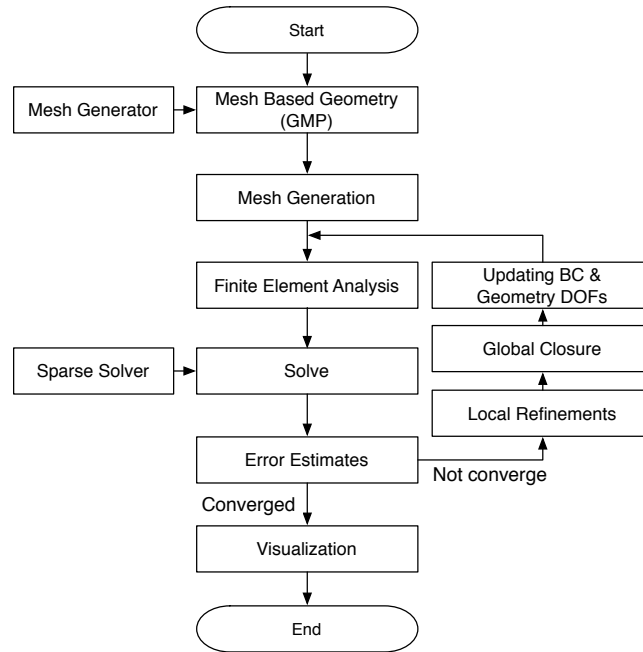 Start
Mesh Generator
Mesh Based Geometry
(GMP)
Mesh Generation
Finite Element Analysis
Updating BC &
Geometry DOFs
Global Closure
Sparse Solver
Solve
Local Refinements
Error Estimates
Not converge
Converged
Visualization
End